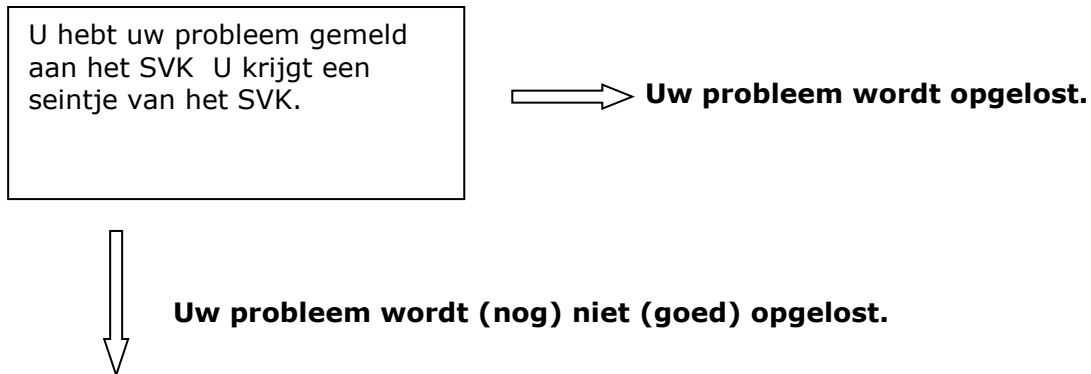 U hebt uw probleem gemeld
aan het SVK  U krijgt een
seintje van het SVK.
Uw probleem wordt opgelost.
Uw probleem wordt (nog) niet (goed) opgelost.